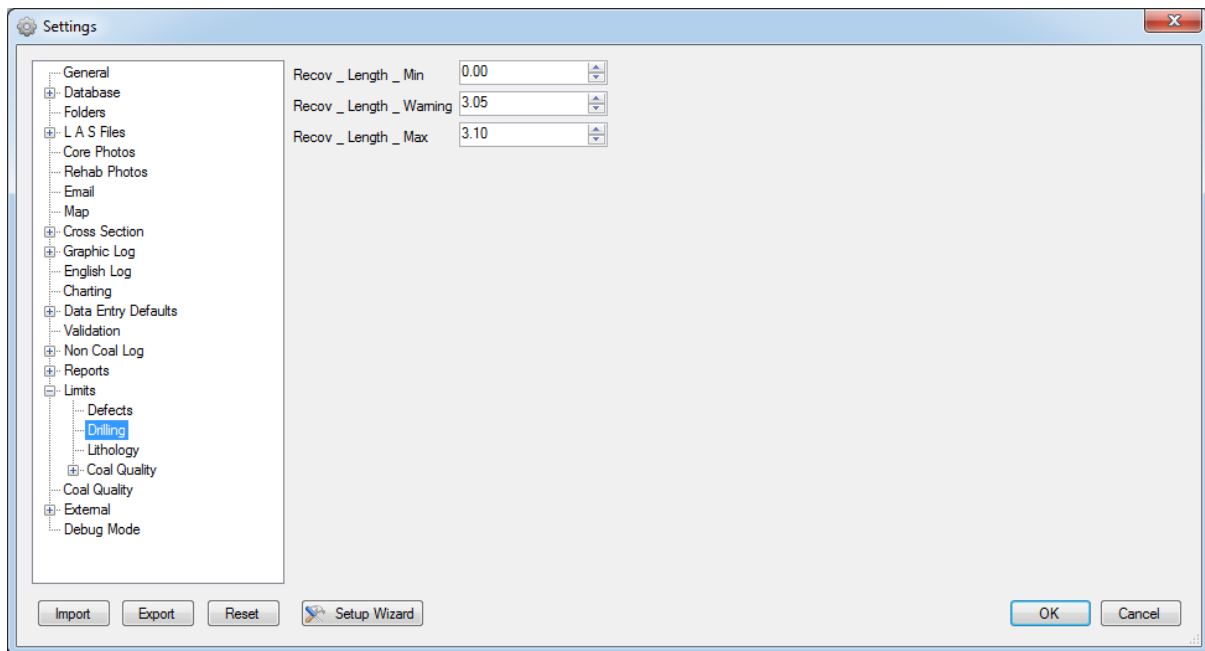 Settings
General
Database
Folders
L A S Files
Core Photos
Rehab Photos
Email
Map
Cross Section
Graphic Log
English Log
Charting
Data Entry Defaults
Validation
Non Coal Log
Reports
Limits
Defects
Drilling
Lithology
Coal Quality
Coal Quality
External
Debug Mode
Recov _ Length _ Min 0.00
Recov _ Length _ Warning 3.05
Recov _ Length _ Max 3.10
Import Export Reset Setup Wizard OK Cancel